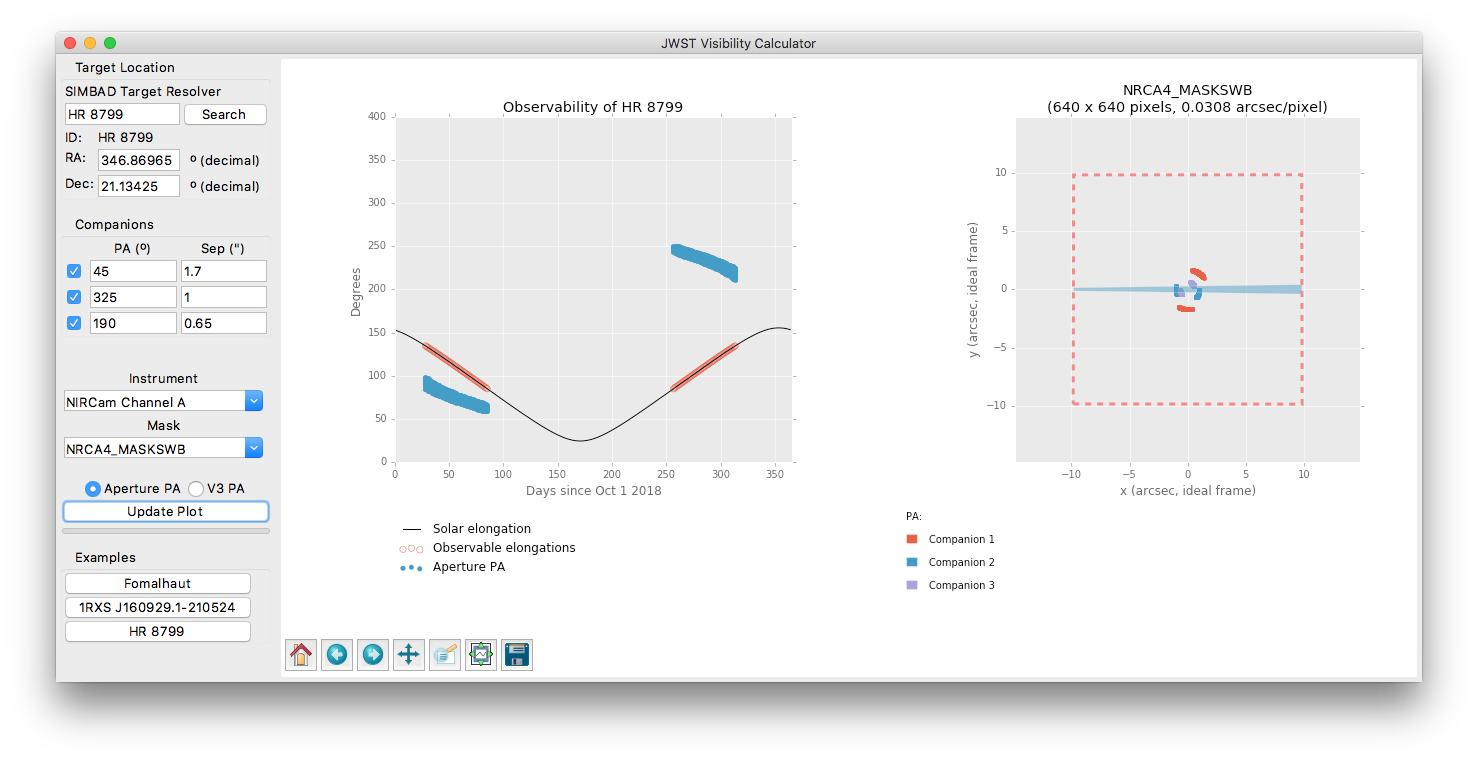 JWST Visibility Calculator
Target Location
SIMBAD Target Resolver
HR 8799 Search
ID: HR 8799
RA: 346.86965 º (decimal)
Dec: 21.13425 º (decimal)
Companions
PA (º) Sep (")
45 1.7
325 1
190 0.65
Instrument
NIRCam Channel A
Mask
NRCA4_MASKSWB
Aperture PA V3 PA
Update Plot
Examples
Fomalhaut
1RXS J160929.1-210524
HR 8799
Observability of HR 8799
400
350
300
250
200
150
100
50
0
Degrees
0 50 100 150 200 250 300 350
Days since Oct 1 2018
Solar elongation
Observable elongations
Aperture PA
NRCA4_MASKSWB
(640 x 640 pixels, 0.0308 arcsec/pixel)
10
5
0
−5
−10
y (arcsec, ideal frame)
−10 −5 0 5 10
x (arcsec, ideal frame)
PA:
Companion 1
Companion 2
Companion 3